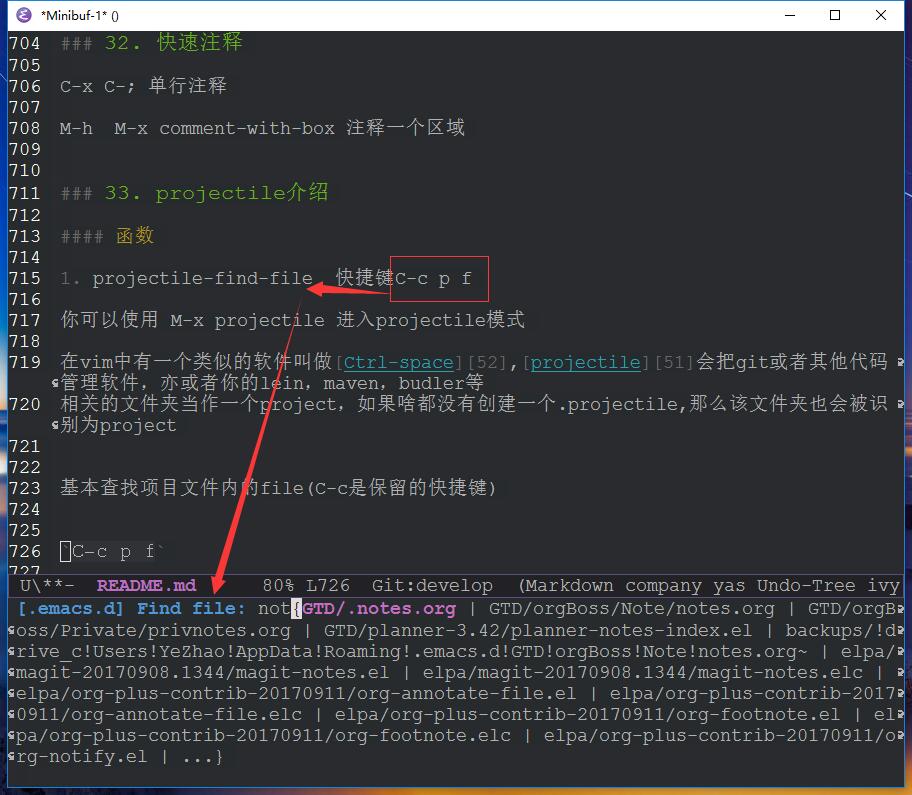 *Minibuf-1* ()
704 ### 32. 快速注释
705
706 C-x C-; 单行注释
707
708 M-h  M-x comment-with-box 注释一个区域
709
710
711 ### 33. projectile介绍
712
713 #### 函数
714
715 1. projectile-find-file  快捷键C-c p f
716
717 你可以使用 M-x projectile 进入projectile模式
718
719 在vim中有一个类似的软件叫做[Ctrl-space][52],[projectile][51]会把git或者其他代码
管理软件，亦或者你的lein，maven，budler等
720 相关的文件夹当作一个project，如果啥都没有创建一个.projectile,那么该文件夹也会被识
别为project
721
722
723 基本查找项目文件内的file(C-c是保留的快捷键)
724
725
726 `C-c p f`
727
U\**-  README.md      80% L726  Git:develop  (Markdown company yas Undo-Tree ivy
[.emacs.d] Find file: not{GTD/.notes.org | GTD/orgBoss/Note/notes.org | GTD/orgB
oss/Private/privnotes.org | GTD/planner-3.42/planner-notes-index.el | backups/!d
rive_c!Users!YeZhao!AppData!Roaming!.emacs.d!GTD!orgBoss!Note!notes.org~ | elpa/
magit-20170908.1344/magit-notes.el | elpa/magit-20170908.1344/magit-notes.elc |
elpa/org-plus-contrib-20170911/org-annotate-file.el | elpa/org-plus-contrib-2017
0911/org-annotate-file.elc | elpa/org-plus-contrib-20170911/org-footnote.el | el
pa/org-plus-contrib-20170911/org-footnote.elc | elpa/org-plus-contrib-20170911/o
rg-notify.el | ...}